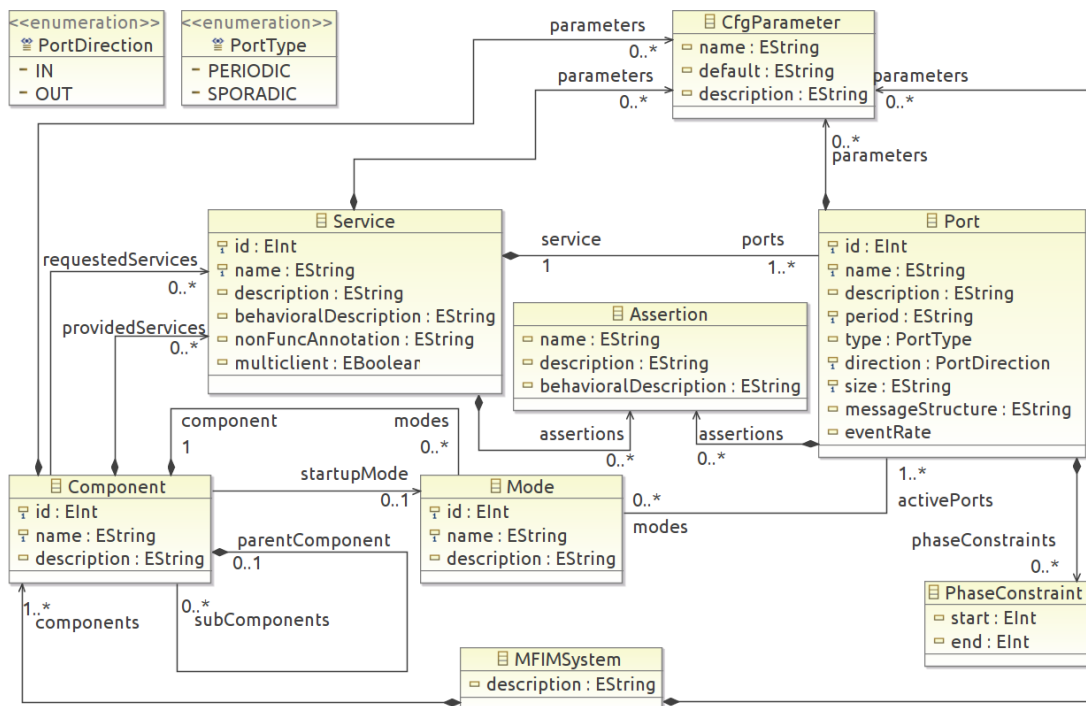 <<enumeration>>
PortDirection
IN
OUT
<<enumeration>>
PortType
PERIODIC
SPORADIC
CfgParameter
name : EString
default : EString
description : EString
parameters
0..*
parameters
0..*
parameters
0..*
0..*
parameters
Service
id : EInt
name : EString
description : EString
behavioralDescription : EString
nonFuncAnnotation : EString
multiclient : EBoolear
service
1
ports
1..*
Port
id : EInt
name : EString
description : EString
period : EString
type : PortType
direction : PortDirection
size : EString
messageStructure : EString
eventRate
requestedServices
0..*
providedServices
0..*
Assertion
name : EString
description : EString
behavioralDescription : EString
assertions
0..*
assertions
0..*
component
1
modes
0..*
startupMode
0..1
Component
id : EInt
name : EString
description : EString
Mode
id : EInt
name : EString
description : EString
0..*
modes
1..*
activePorts
parentComponent
0..1
0..*
subComponents
1..*
components
phaseConstraints
0..*
PhaseConstraint
start : EInt
end : EInt
MFIMSystem
description : EString